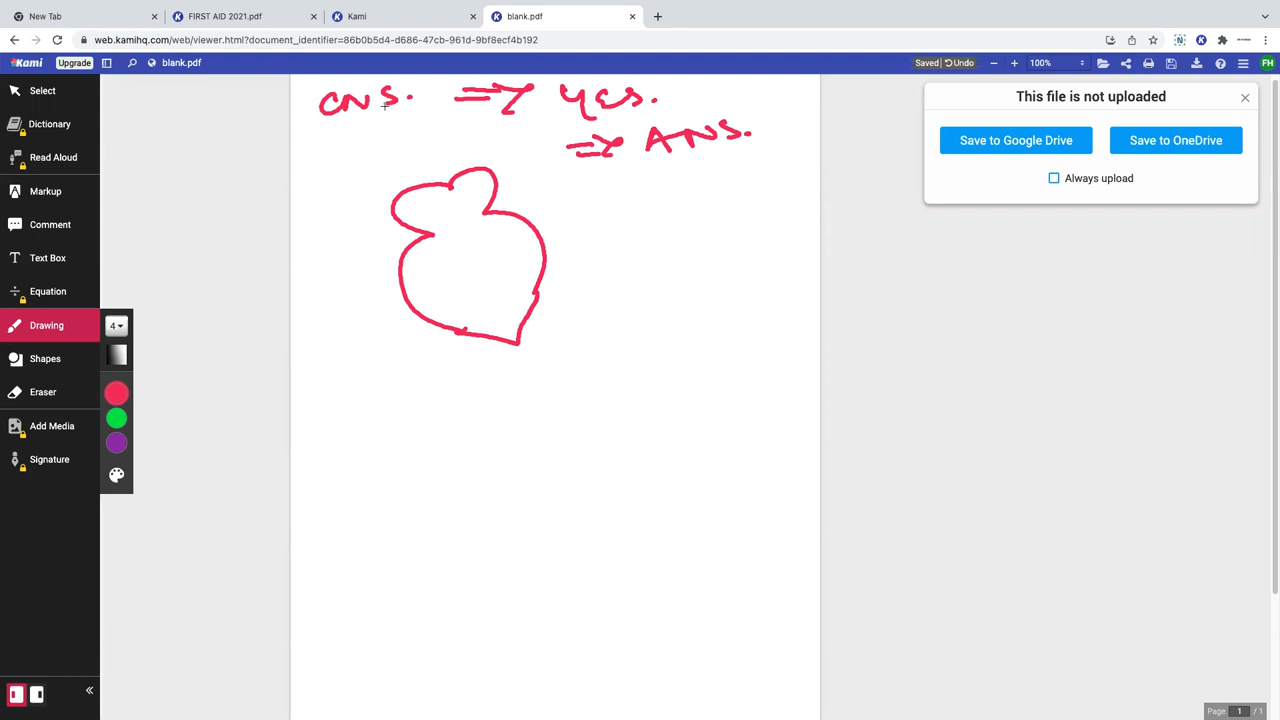 New Tab
FIRST AID 2021.pdf
Kami
blank.pdf
web.kamihq.com/web/viewer.html?document_identifier=86b0b5d4-d686-47cb-961d-9bf8ecf4b192
Kami
Upgrade
blank.pdf
Saved
Undo
100%
FH
Select
Dictionary
Read Aloud
Markup
Comment
Text Box
Equation
Drawing
Shapes
Eraser
Add Media
Signature
4
CNS. => Yes.
=> ANS.
This file is not uploaded
Save to Google Drive
Save to OneDrive
Always upload
Page 1 / 1